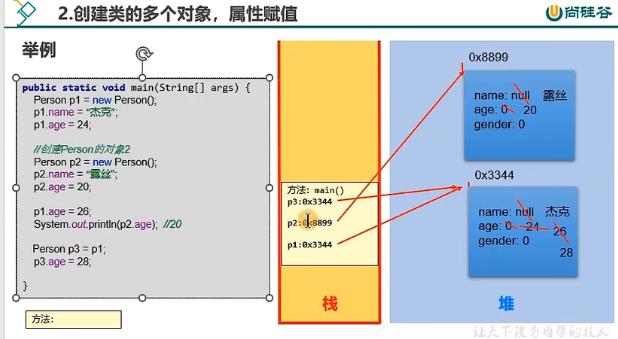 2.创建类的多个对象，属性赋值
尚硅谷
举例
public static void main(String[] args) {
Person p1 = new Person();
p1.name = “杰克”;
p1.age = 24;
//创建Person的对象2
Person p2 = new Person();
p2.name = “露丝”;
p2.age = 20;
p1.age = 26;
System.out.println(p2.age); //20
Person p3 = p1;
p3.age = 28;
}
方法：
方法: main()
p3:0x3344
p2:0x8899
p1:0x3344
栈
0x8899
name: null 露丝
age: 0 20
gender: 0
0x3344
name: null 杰克
age: 0 24 26
gender: 0
28
堆
让天下没有难学的技术